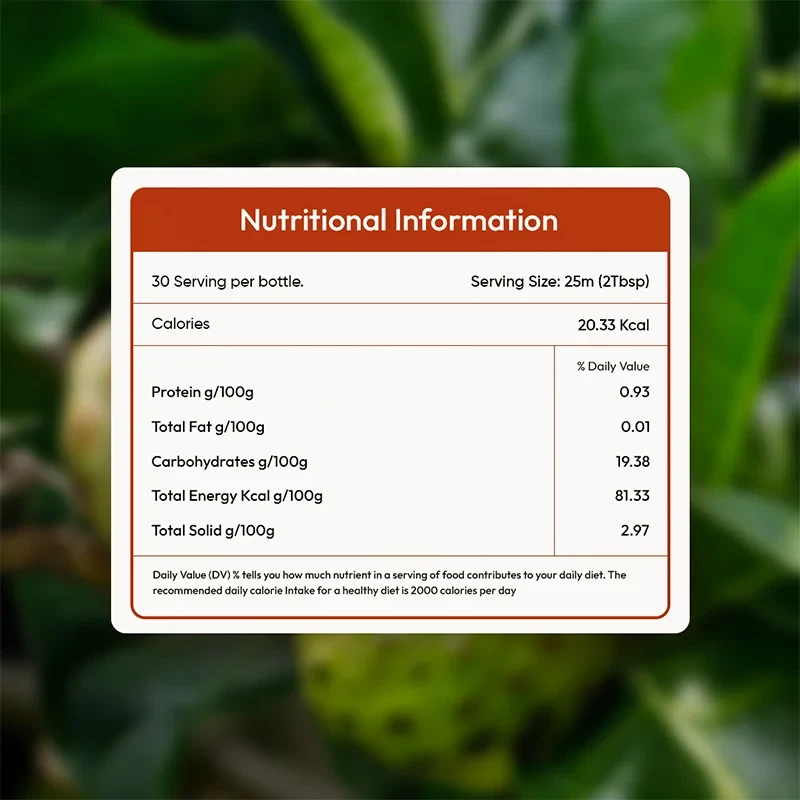 Nutritional Information
30 Serving per bottle. Serving Size: 25m (2Tbsp)
Calories 20.33 Kcal
% Daily Value
Protein g/100g 0.93
Total Fat g/100g 0.01
Carbohydrates g/100g 19.38
Total Energy Kcal g/100g 81.33
Total Solid g/100g 2.97
Daily Value (DV) % tells you how much nutrient in a serving of food contributes to your daily diet. The
recommended daily calorie Intake for a healthy diet is 2000 calories per day